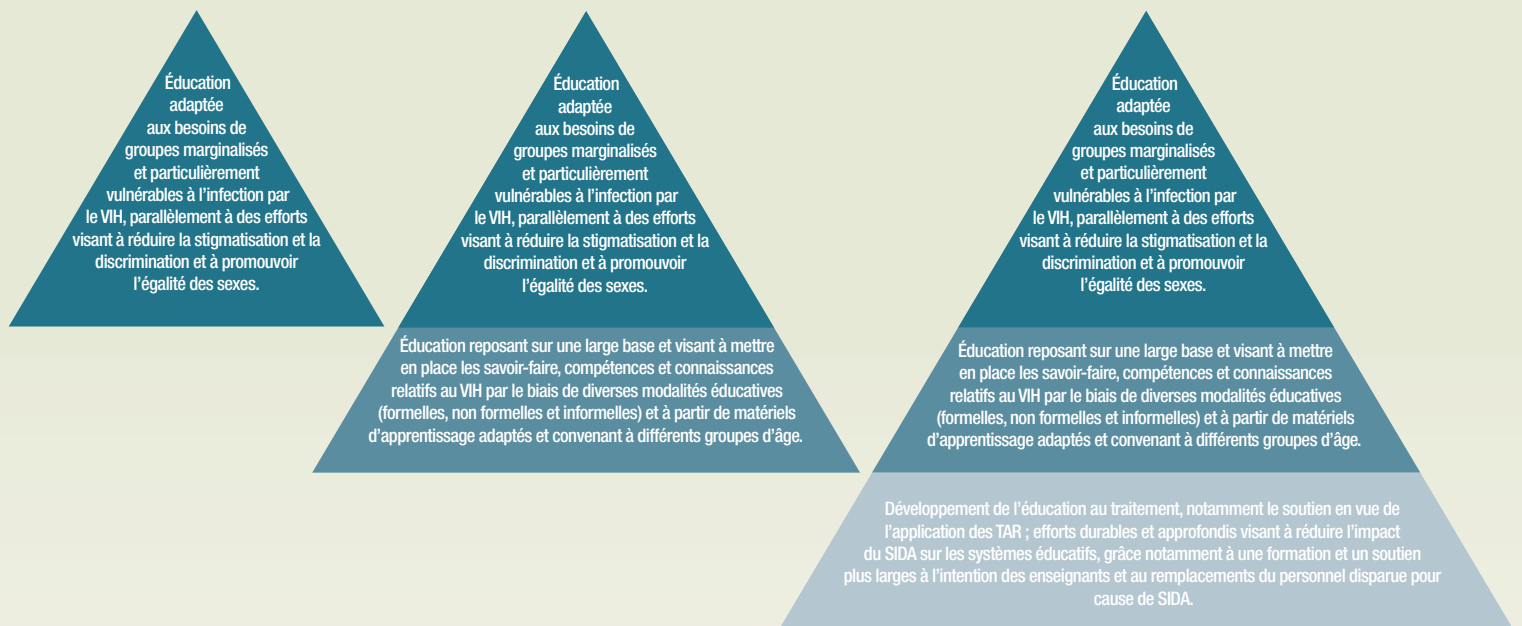 Éducation
adaptée
aux besoins de
groupes marginalisés
et particulièrement
vulnérables à l'infection par
le VIH, parallèlement à des efforts
visant à réduire la stigmatisation et la
discrimination et à promouvoir
l'égalité des sexes.
Éducation
adaptée
aux besoins de
groupes marginalisés
et particulièrement
vulnérables à l'infection par
le VIH, parallèlement à des efforts
visant à réduire la stigmatisation et la
discrimination et à promouvoir
l'égalité des sexes.
Éducation reposant sur une large base et visant à mettre
en place les savoir-faire, compétences et connaissances
relatifs au VIH par le biais de diverses modalités éducatives
(formelles, non formelles et informelles) et à partir de matériels
d'apprentissage adaptés et convenant à différents groupes d'âge.
Éducation
adaptée
aux besoins de
groupes marginalisés
et particulièrement
vulnérables à l'infection par
le VIH, parallèlement à des efforts
visant à réduire la stigmatisation et la
discrimination et à promouvoir
l'égalité des sexes.
Éducation reposant sur une large base et visant à mettre
en place les savoir-faire, compétences et connaissances
relatifs au VIH par le biais de diverses modalités éducatives
(formelles, non formelles et informelles) et à partir de matériels
d'apprentissage adaptés et convenant à différents groupes d'âge.
Développement de l'éducation au traitement, notamment le soutien en vue de
l'application des TAR ; efforts durables et approfondis visant à réduire l'impact
du SIDA sur les systèmes éducatifs, grâce notamment à une formation et un soutien
plus larges à l'intention des enseignants et au remplacements du personnel disparue pour
cause de SIDA.